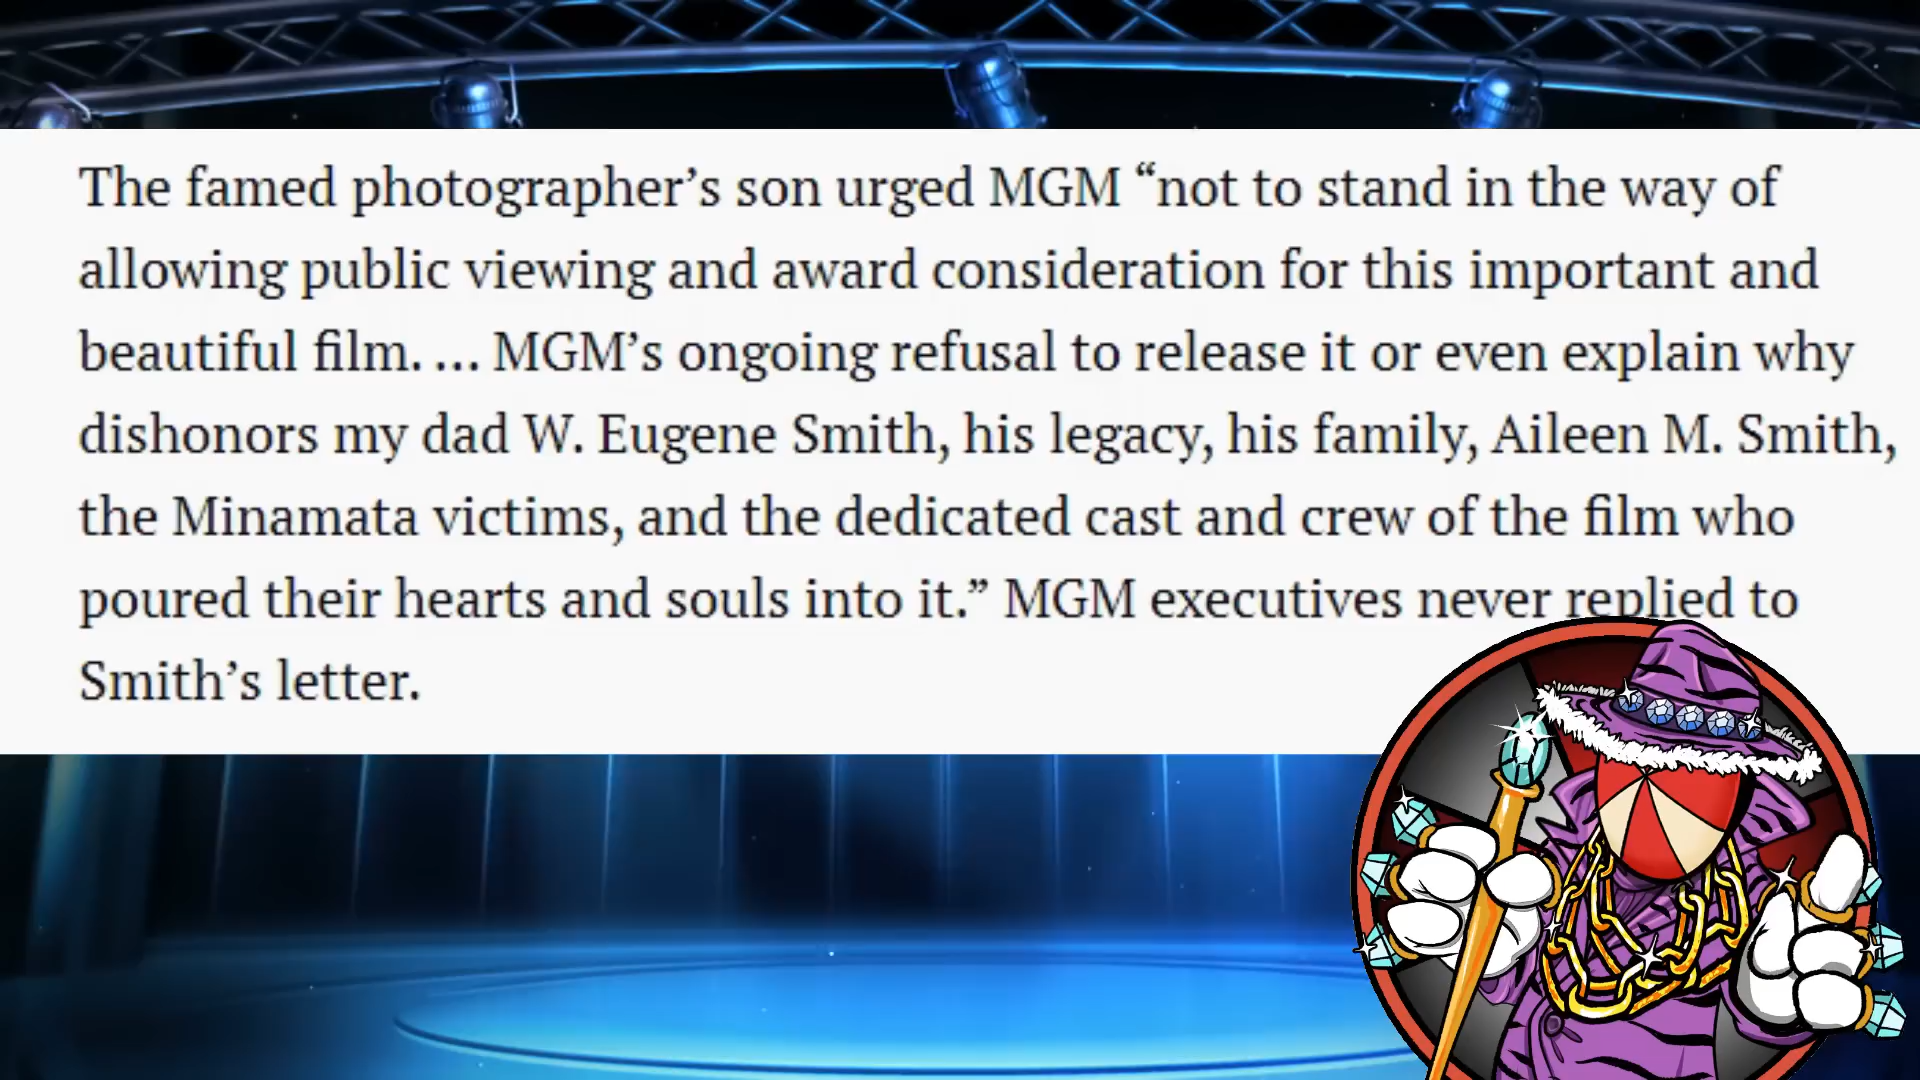 The famed photographer’s son urged MGM “not to stand in the way of
allowing public viewing and award consideration for this important and
beautiful film. ... MGM’s ongoing refusal to release it or even explain why
dishonors my dad W. Eugene Smith, his legacy, his family, Aileen M. Smith,
the Minamata victims, and the dedicated cast and crew of the film who
poured their hearts and souls into it.” MGM executives never replied to
Smith’s letter.